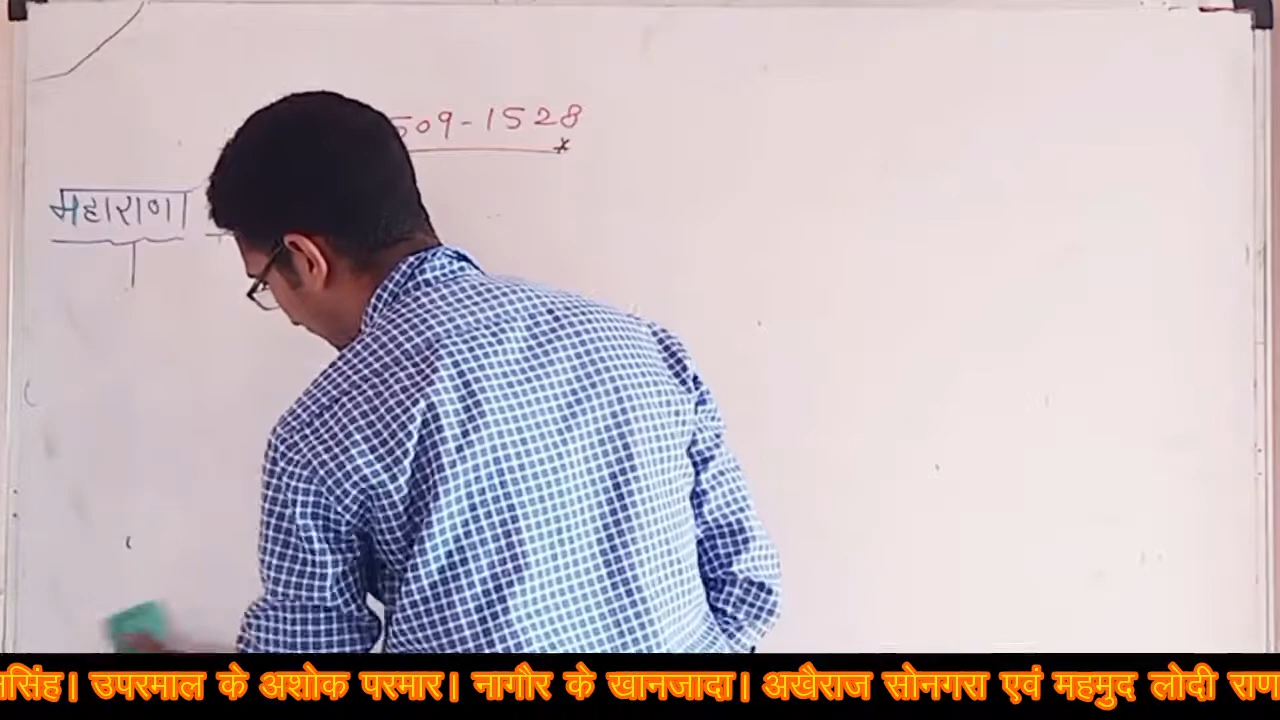 509-1528
महाराणा
सिंह। उपरमाल के अशोक परमार। नागौर के खानजादा। अखैराज सोनगरा एवं महमुद लोदी राण